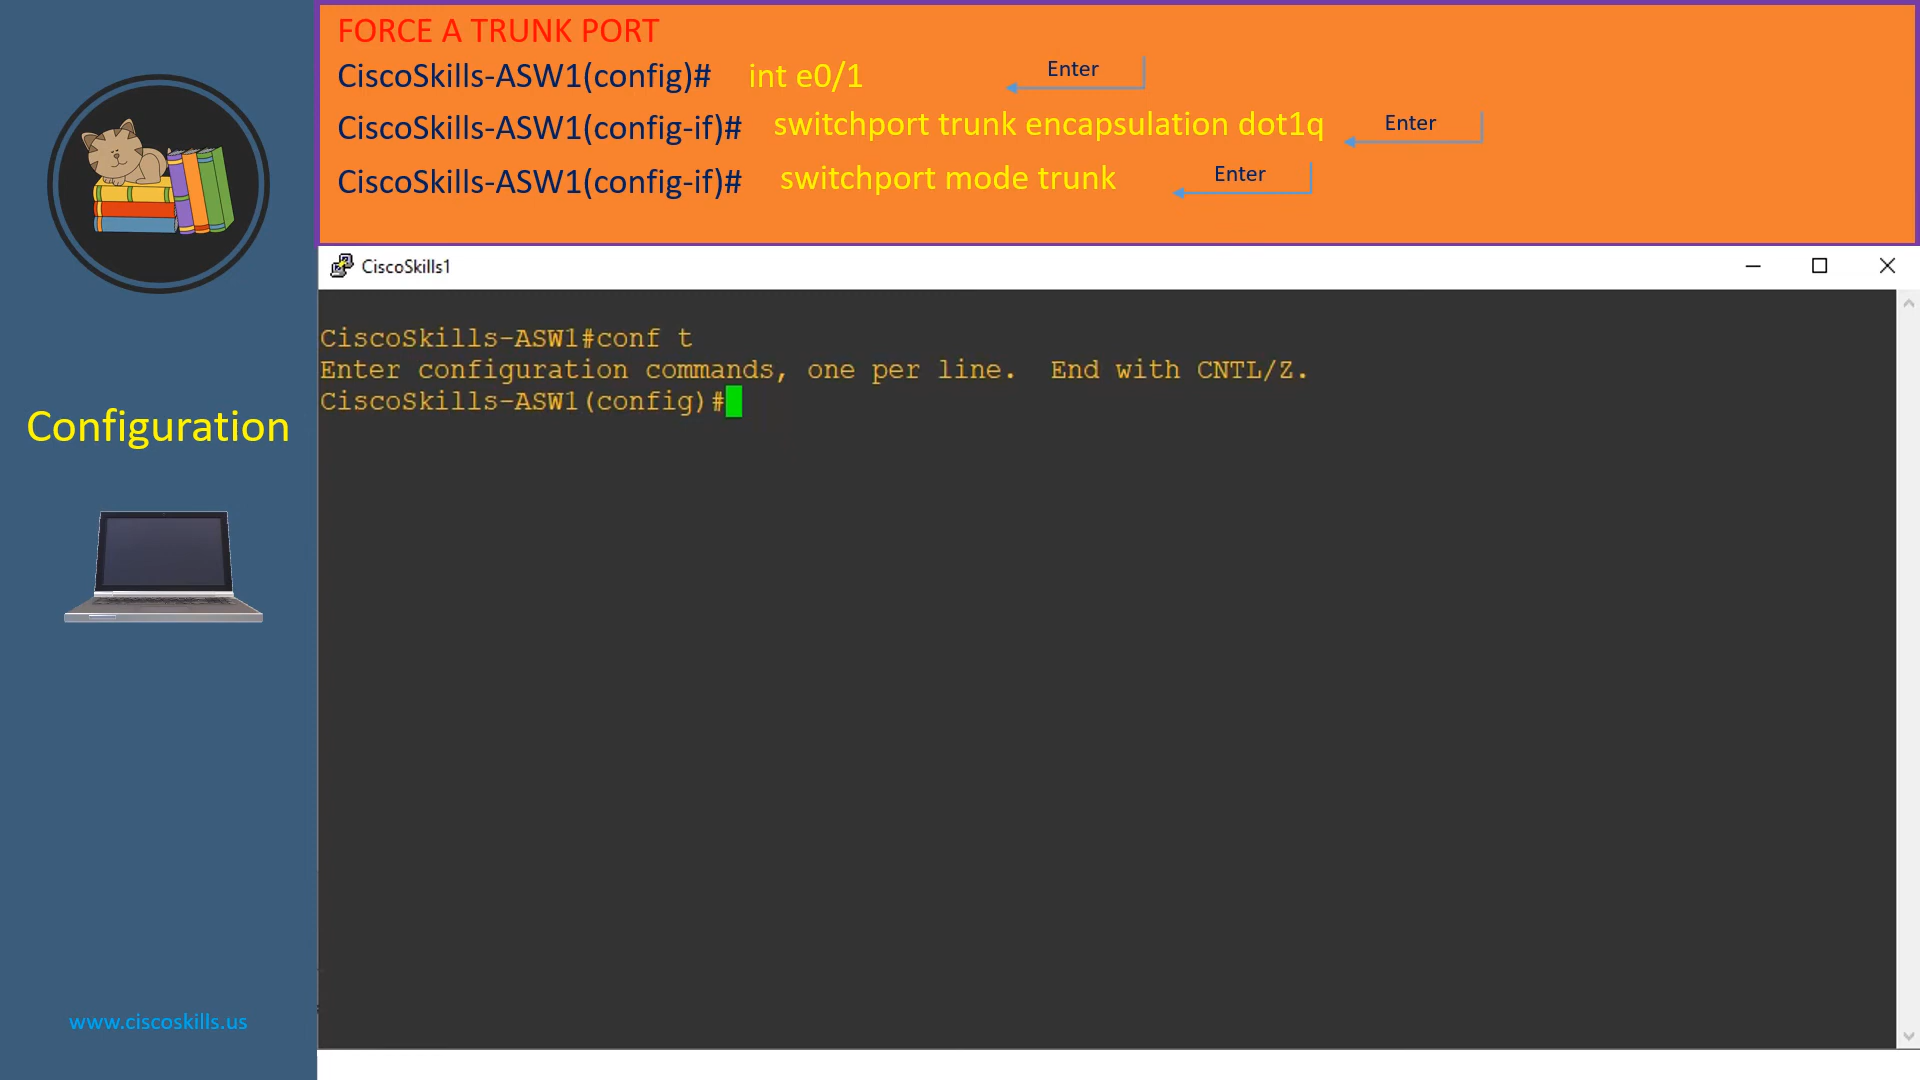 FORCE A TRUNK PORT
CiscoSkills-ASW1(config)# int e0/1 Enter
CiscoSkills-ASW1(config-if)# switchport trunk encapsulation dot1q Enter
CiscoSkills-ASW1(config-if)# switchport mode trunk Enter
CiscoSkills1
CiscoSkills-ASW1#conf t
Enter configuration commands, one per line.  End with CNTL/Z.
CiscoSkills-ASW1(config)#
Configuration
www.ciscoskills.us